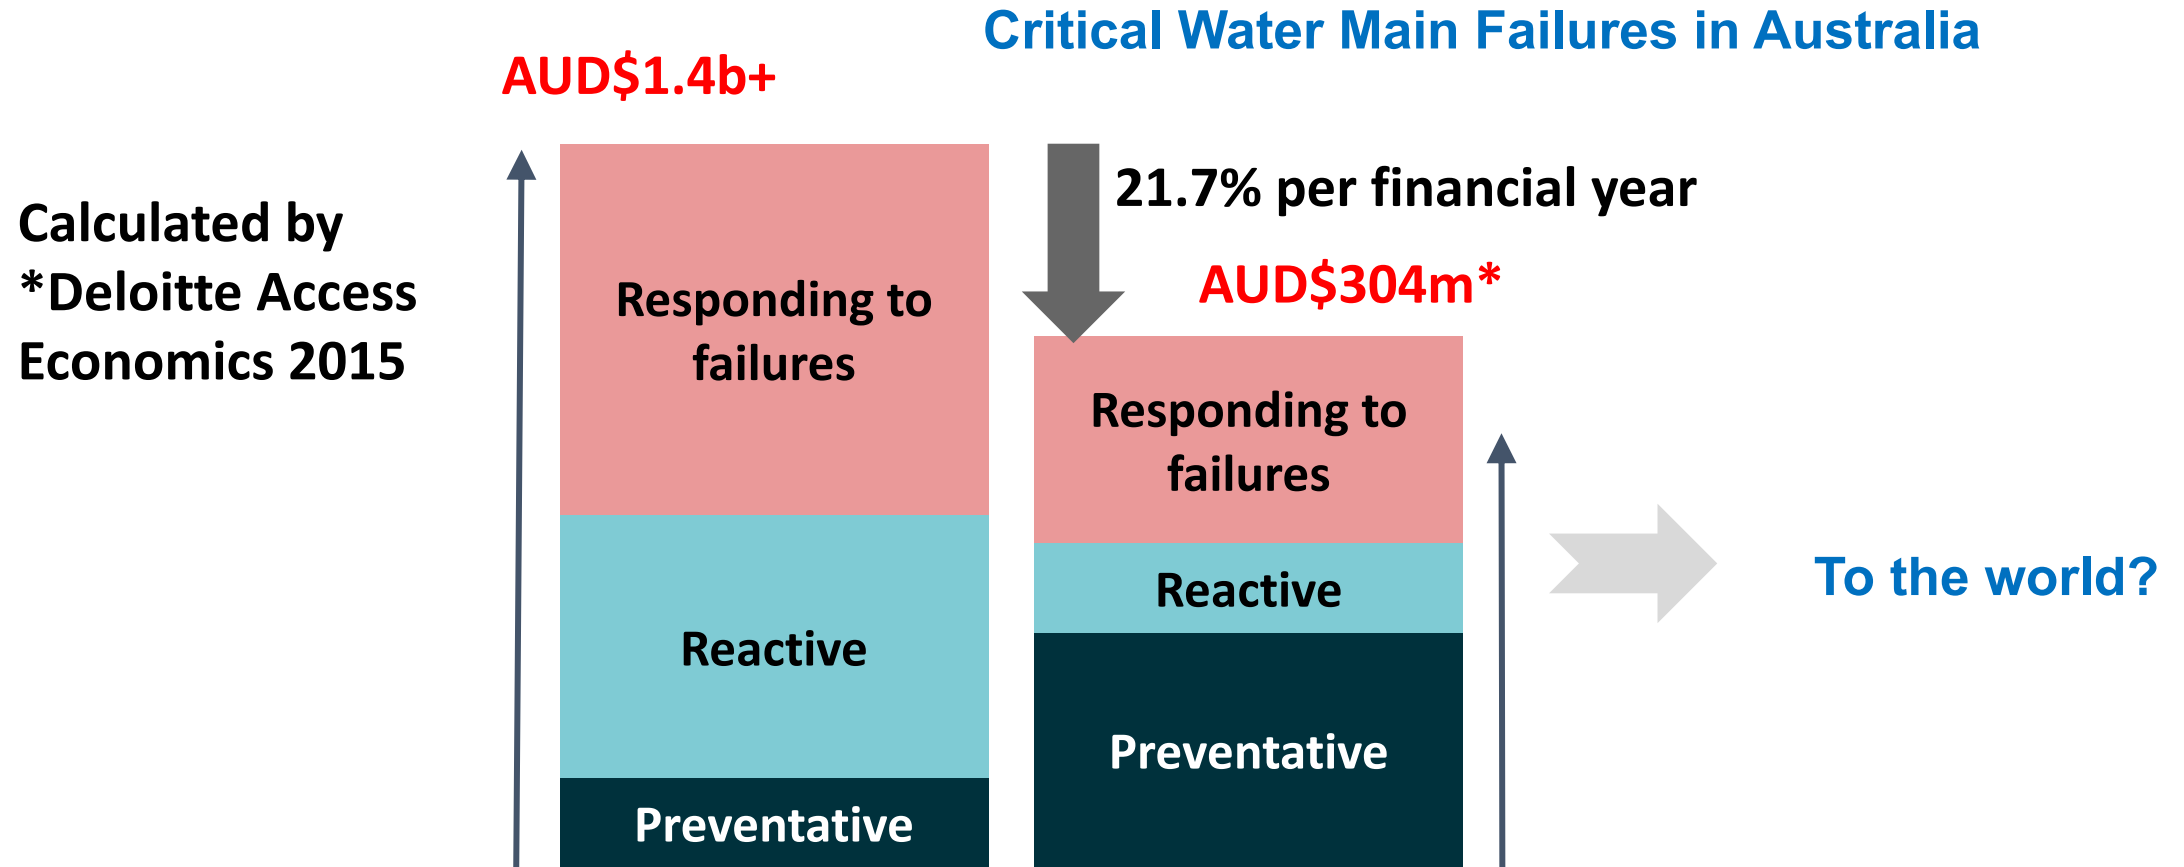 Critical Water Main Failures in Australia
AUD$1.4b+
Calculated by
*Deloitte Access
Economics 2015
21.7% per financial year
AUD$304m*
Responding to
failures
Reactive
Preventative
Responding to
failures
Reactive
Preventative
To the world?